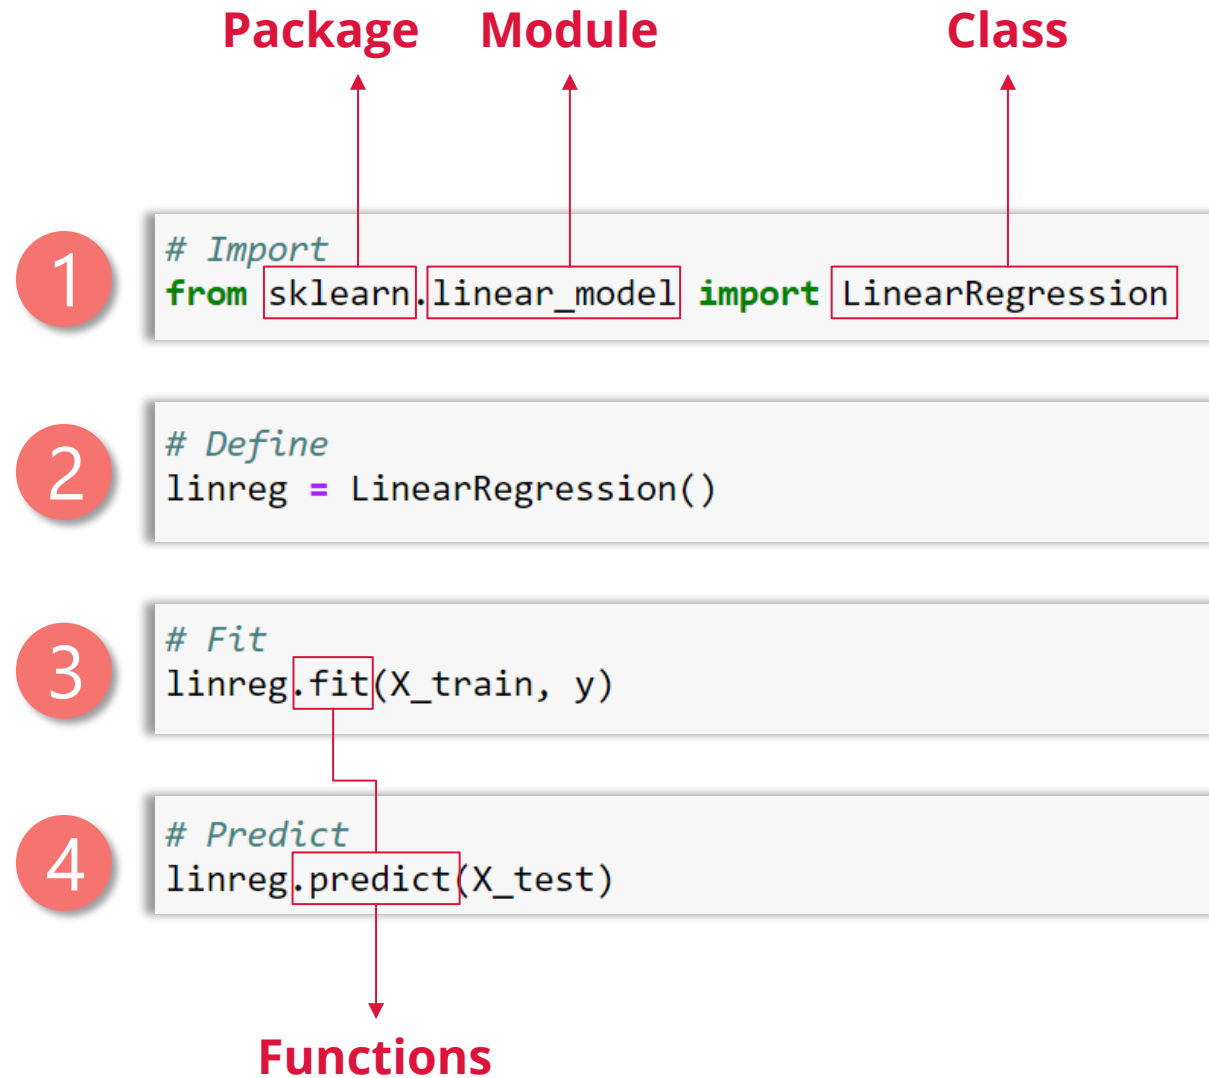 Package Module Class
1
# Import
from sklearn.linear_model import LinearRegression
2
# Define
linreg = LinearRegression()
3
# Fit
linreg.fit(X_train, y)
4
# Predict
linreg.predict(X_test)
Functions